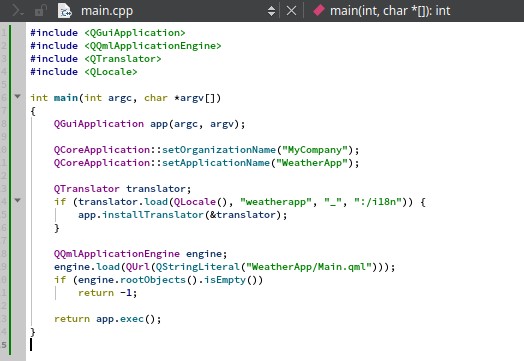 main.cpp main(int, char *[]): int
#include <QGuiApplication>
#include <QQmlApplicationEngine>
#include <QTranslator>
#include <QLocale>
int main(int argc, char *argv[])
{
QGuiApplication app(argc, argv);
QCoreApplication::setOrganizationName("MyCompany");
QCoreApplication::setApplicationName("WeatherApp");
QTranslator translator;
if (translator.load(QLocale(), "weatherapp", "_", ":/i18n")) {
app.installTranslator(&translator);
}
QQmlApplicationEngine engine;
engine.load(QUrl(QStringLiteral("WeatherApp/Main.qml")));
if (engine.rootObjects().isEmpty())
return -1;
return app.exec();
}